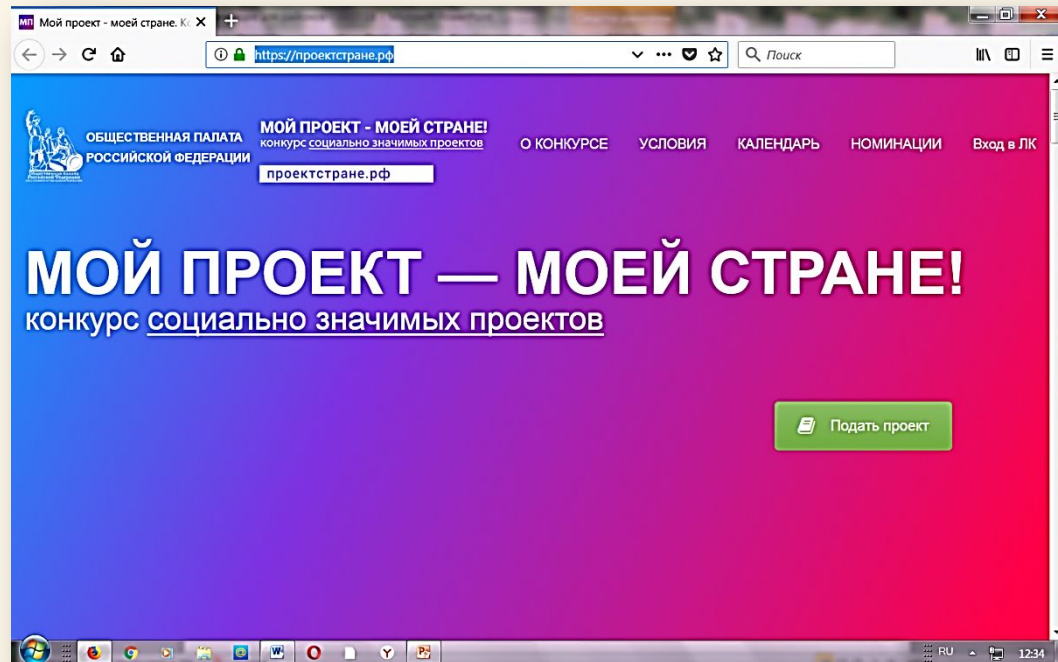 МП Мой проект - моей стране. Ко
https://проектстране.рф
Поиск
ОБЩЕСТВЕННАЯ ПАЛАТА
РОССИЙСКОЙ ФЕДЕРАЦИИ
МОЙ ПРОЕКТ - МОЕЙ СТРАНЕ!
конкурс социально значимых проектов
проектстране.рф
О КОНКУРСЕ
УСЛОВИЯ
КАЛЕНДАРЬ
НОМИНАЦИИ
Вход в ЛК
МОЙ ПРОЕКТ — МОЕЙ СТРАНЕ!
конкурс социально значимых проектов
Подать проект
RU
12:34